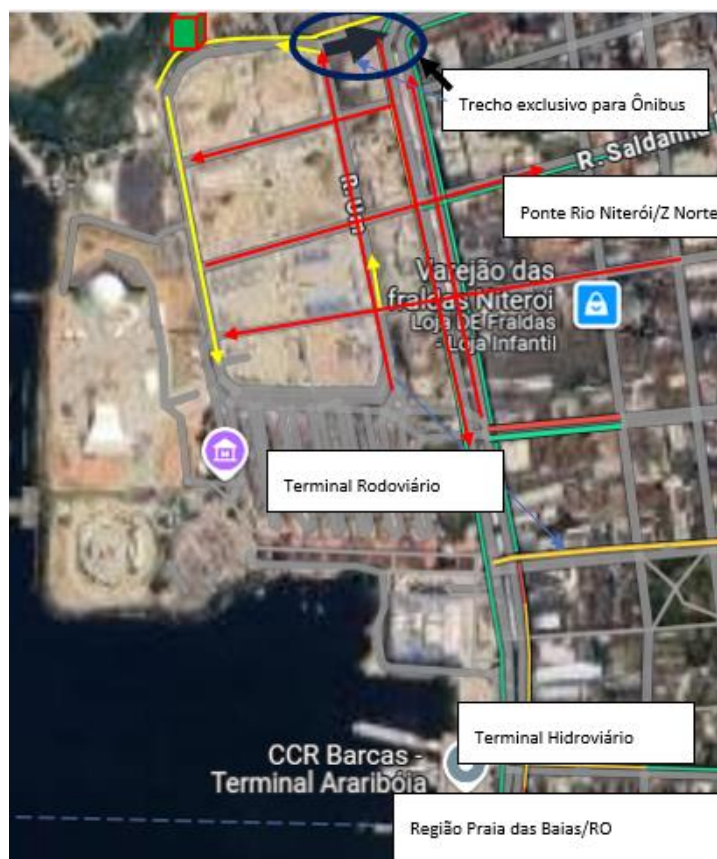 Trecho exclusivo para Ônibus
R. Saldanha
Ponte Rio Niterói/Z Norte
Varejão das
fraldas Niterói
Loja DE Fraldas
- Loja Infantil
Terminal Rodoviário
Terminal Hidroviário
CCR Barcas -
Terminal Araribóia
Região Praia das Baias/RO